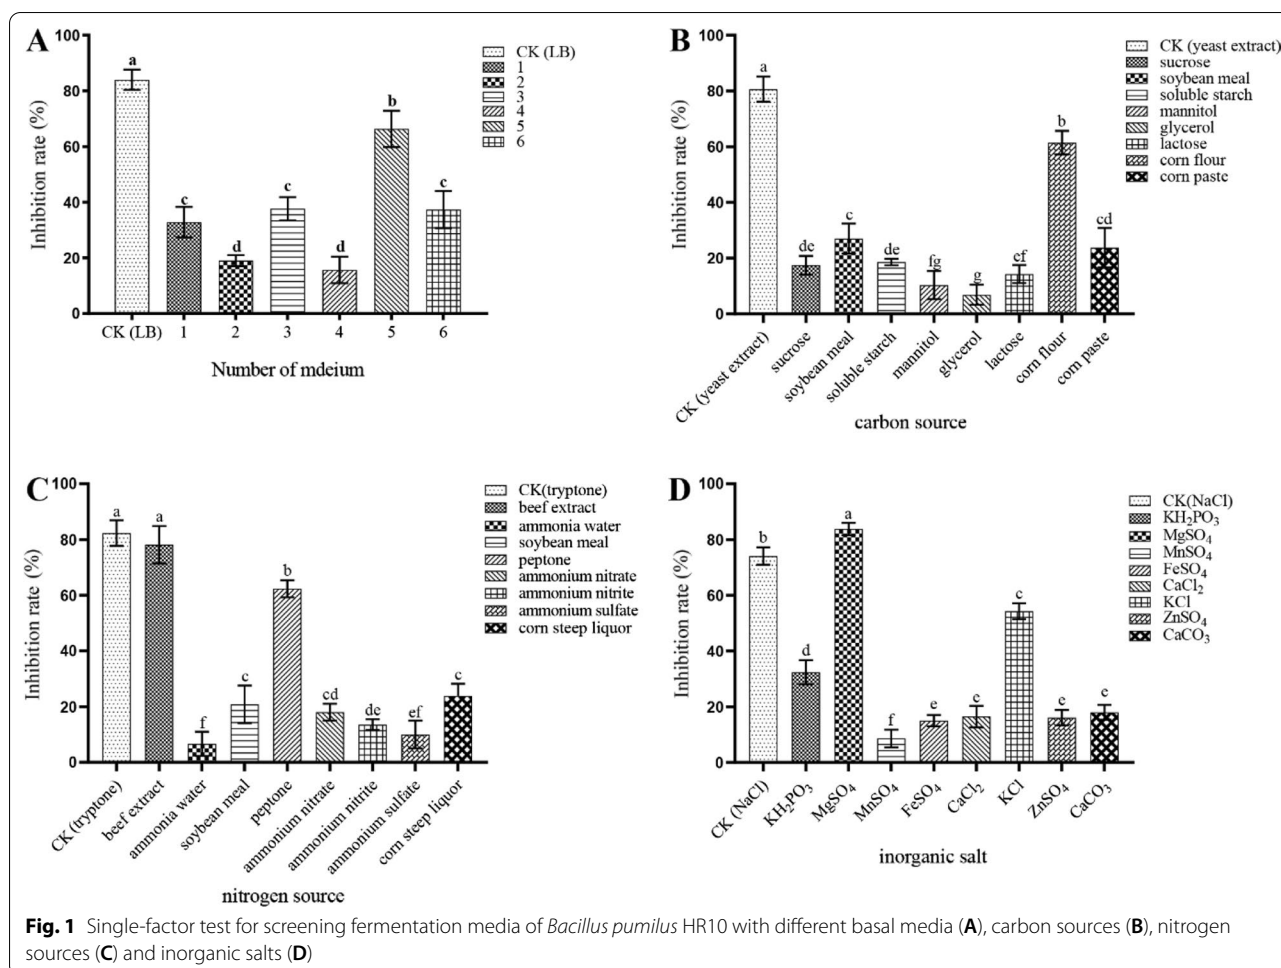 A
100
80
60
40
20
0
Inhibition rate (%)
a
c
d
c
d
b
c
CK (LB)
1
2
3
4
5
6
Number of mdeium
CK (LB)
1
2
3
4
5
6
B
100
80
60
40
20
0
Inhibition rate (%)
a
de
c
de
fg
g
ef
b
cd
CK (yeast extract)
sucrose
soybean meal
soluble starch
mannitol
glycerol
lactose
corn flour
corn paste
carbon source
CK (yeast extract)
sucrose
soybean meal
soluble starch
mannitol
glycerol
lactose
corn flour
corn paste
C
100
80
60
40
20
0
Inhibition rate (%)
a
a
f
c
b
cd
de
ef
c
CK (tryptone)
beef extract
ammonia water
soybean meal
peptone
ammonium nitrate
ammonium nitrite
ammonium sulfate
corn steep liquor
nitrogen source
CK(tryptone)
beef extract
ammonia water
soybean meal
peptone
ammonium nitrate
ammonium nitrite
ammonium sulfate
corn steep liquor
D
100
80
60
40
20
0
Inhibition rate (%)
b
d
a
f
e
e
c
e
e
CK (NaCl)
KH₂PO₃
MgSO₄
MnSO₄
FeSO₄
CaCl₂
KCl
ZnSO₄
CaCO₃
inorganic salt
CK(NaCl)
KH₂PO₃
MgSO₄
MnSO₄
FeSO₄
CaCl₂
KCl
ZnSO₄
CaCO₃
Fig. 1 Single-factor test for screening fermentation media of Bacillus pumilus HR10 with different basal media (A), carbon sources (B), nitrogen
sources (C) and inorganic salts (D)